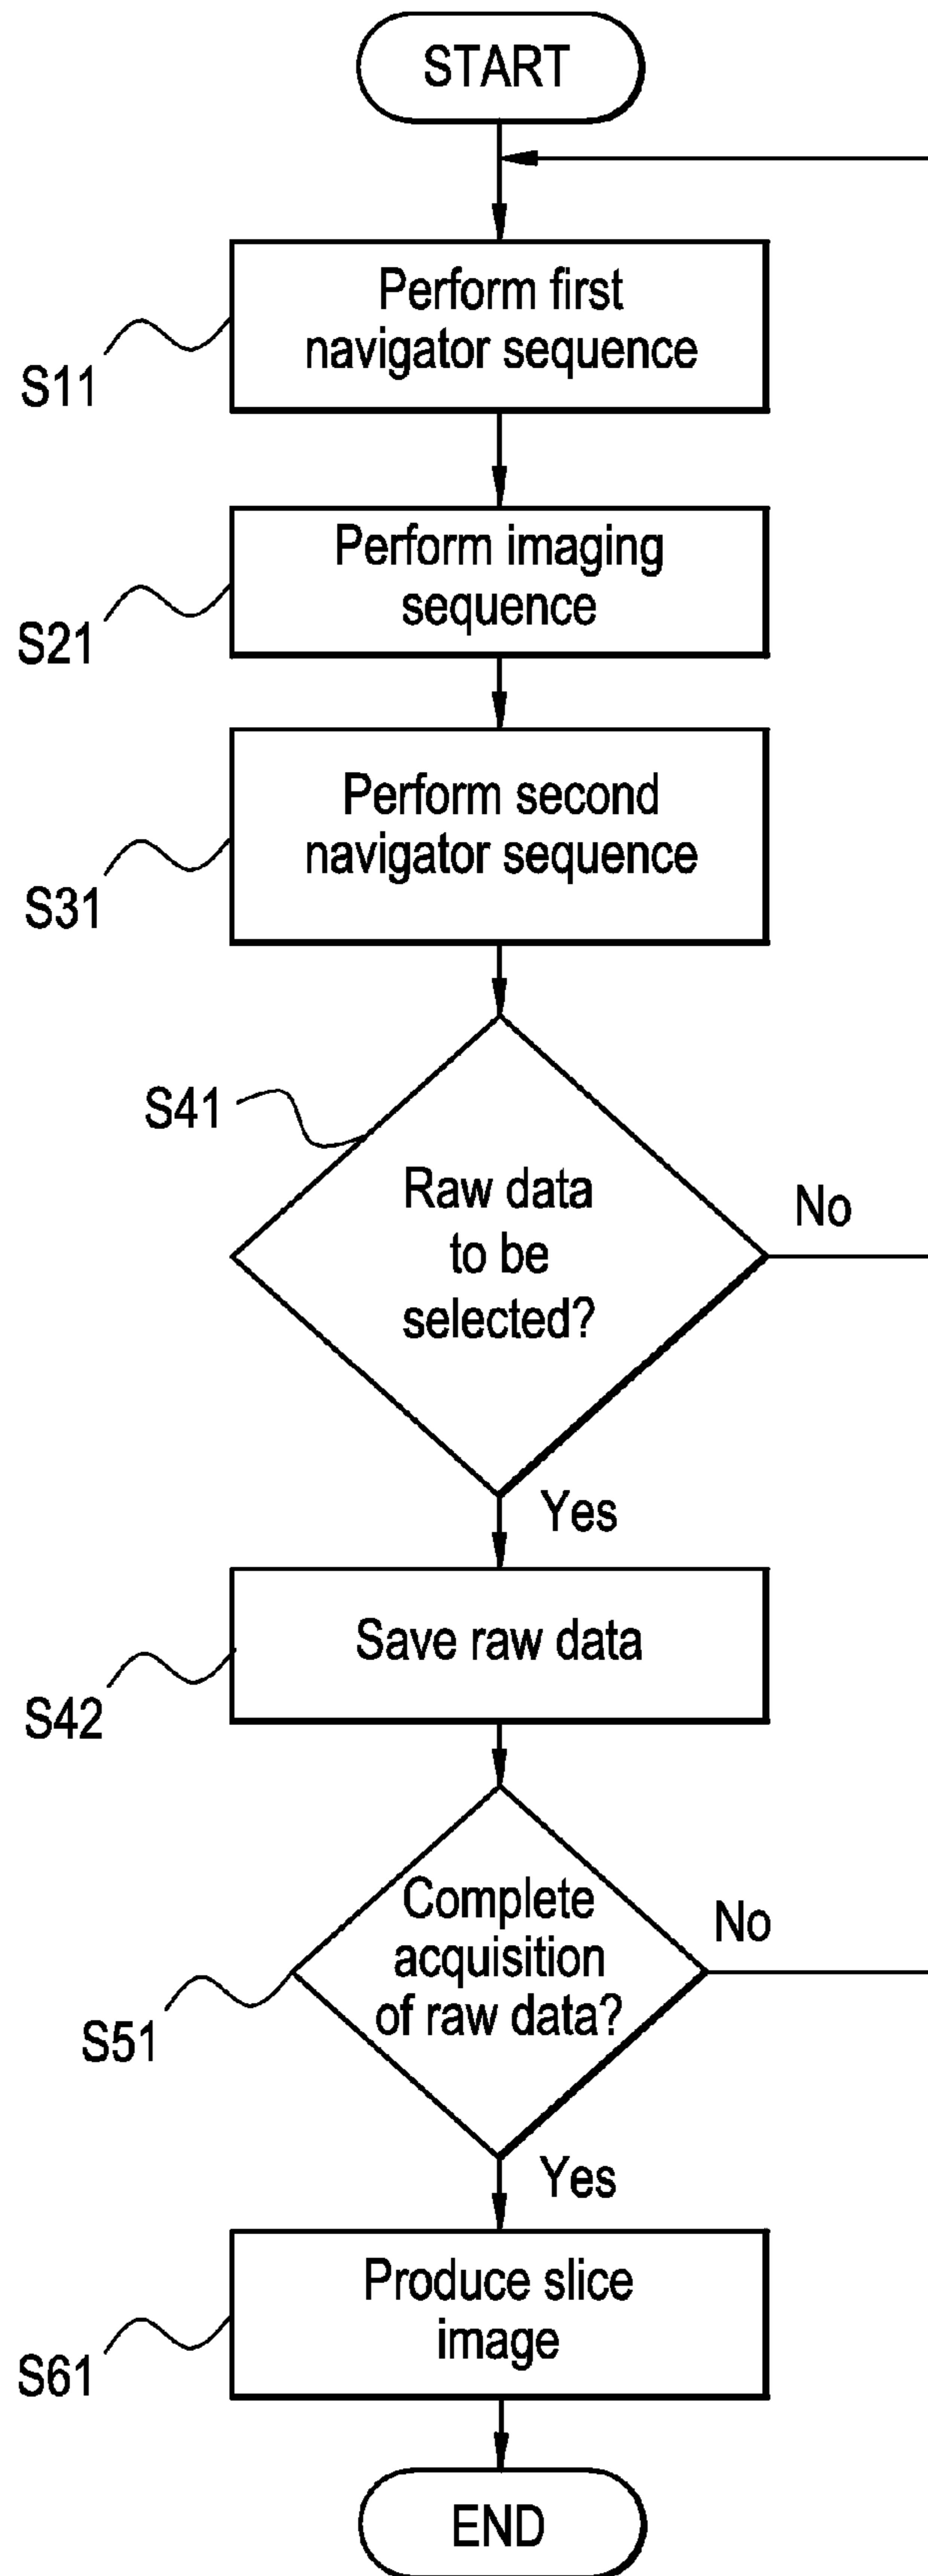 START
Perform first
navigator sequence
S11
Perform imaging
sequence
S21
Perform second
navigator sequence
S31
S41
Raw data
to be
selected?
No
Yes
Save raw data
S42
Complete
acquisition
of raw data?
No
S51
Yes
Produce slice
image
S61
END